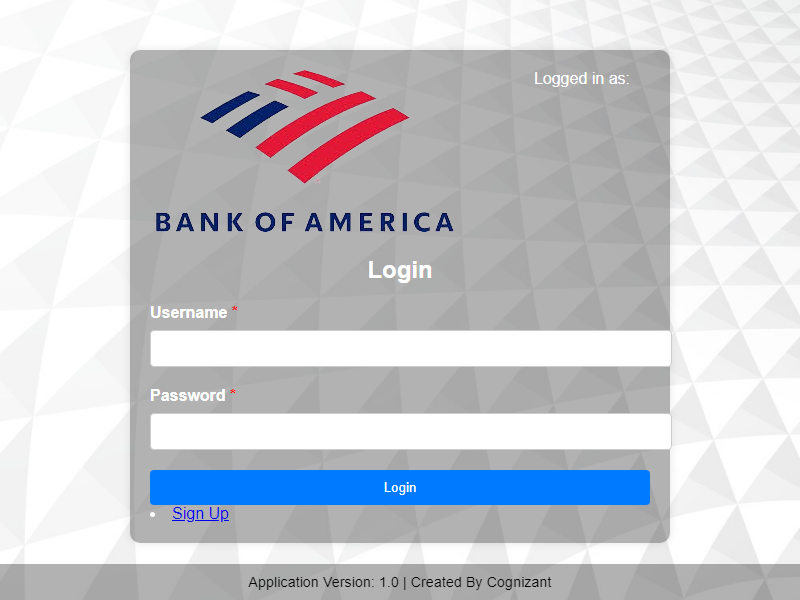 Logged in as:
BANK OF AMERICA
Login
Username *
Password *
Login
Sign Up
Application Version: 1.0 | Created By Cognizant